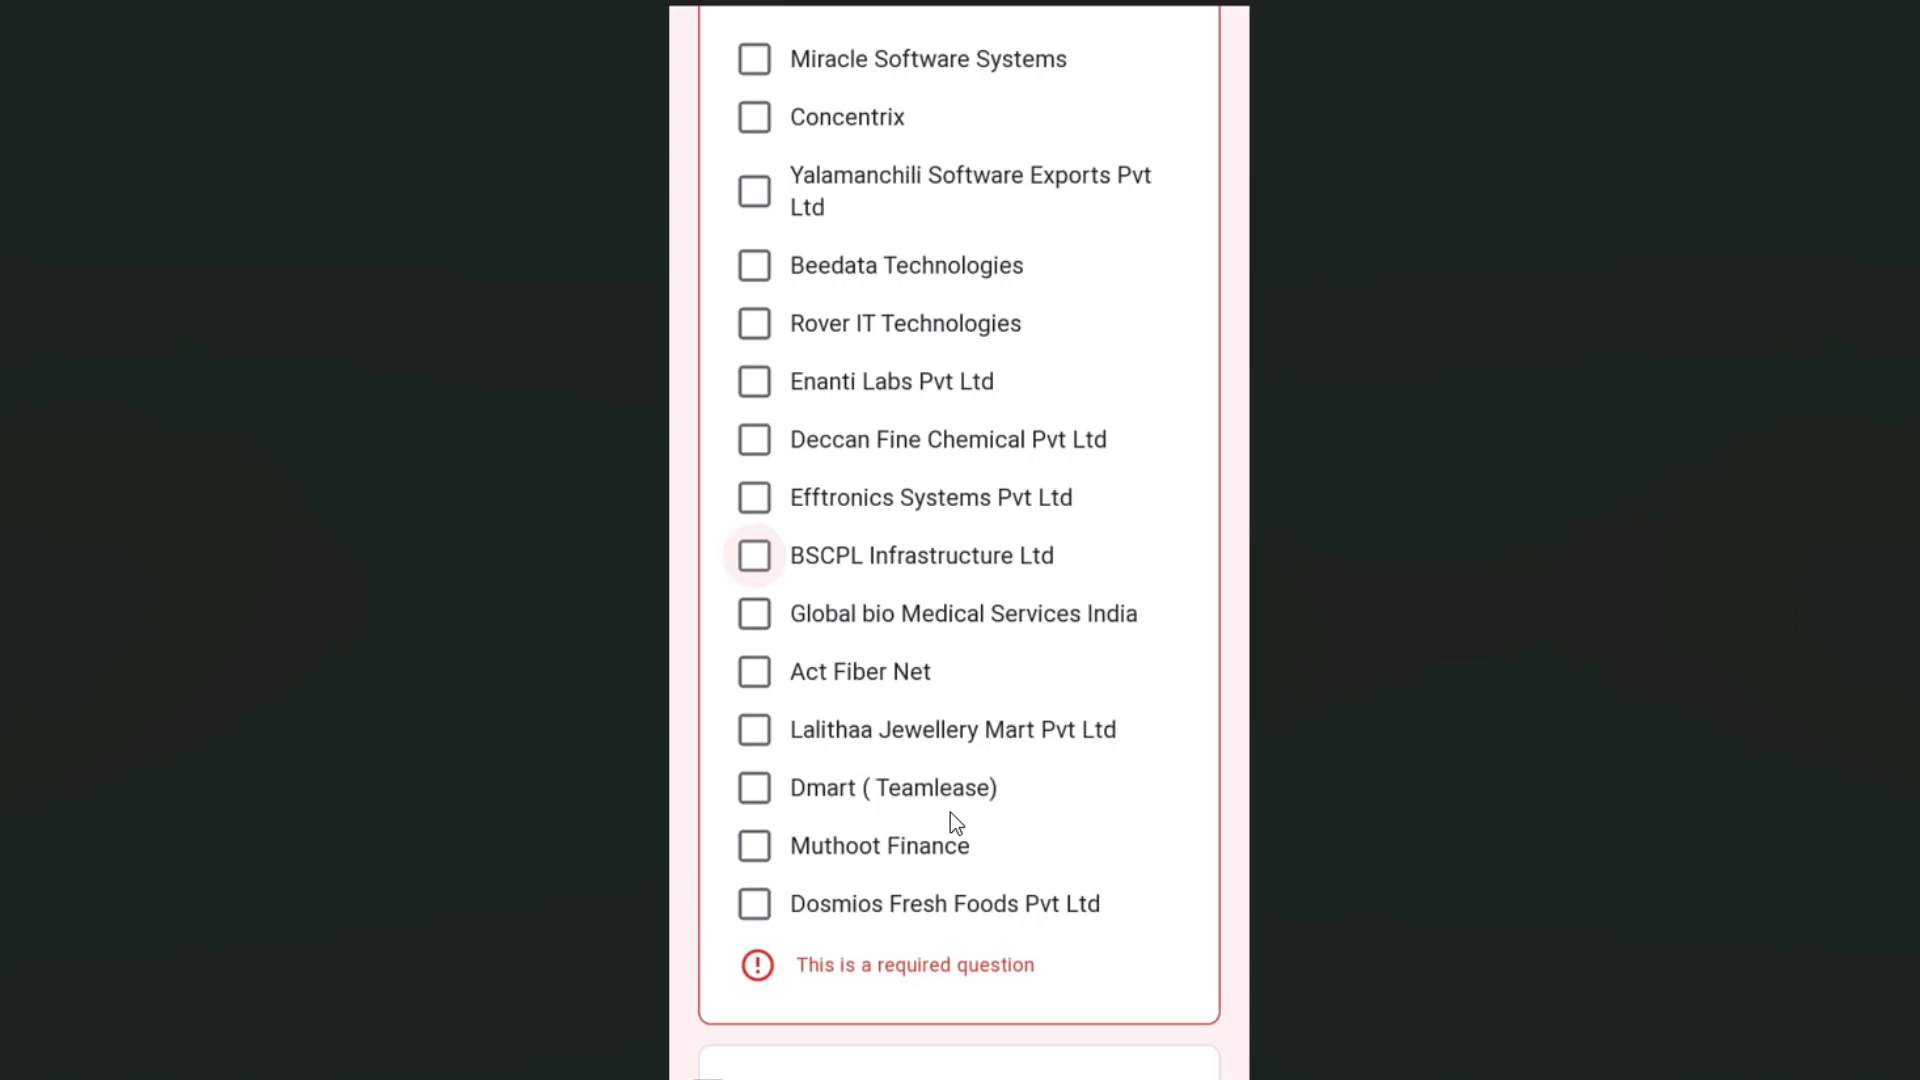 Miracle Software Systems
Concentrix
Yalamanchili Software Exports Pvt
Ltd
Beedata Technologies
Rover IT Technologies
Enanti Labs Pvt Ltd
Deccan Fine Chemical Pvt Ltd
Efftronics Systems Pvt Ltd
BSCPL Infrastructure Ltd
Global bio Medical Services India
Act Fiber Net
Lalithaa Jewellery Mart Pvt Ltd
Dmart ( Teamlease)
Muthoot Finance
Dosmios Fresh Foods Pvt Ltd
This is a required question